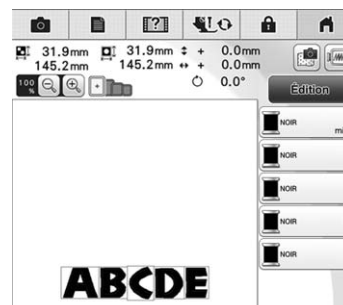 31.9mm 31.9mm + 0.0mm
145.2mm 145.2mm + 0.0mm
100 % 0.0°
Édition
NOIR
NOIR
NOIR
NOIR
NOIR
ABCDE